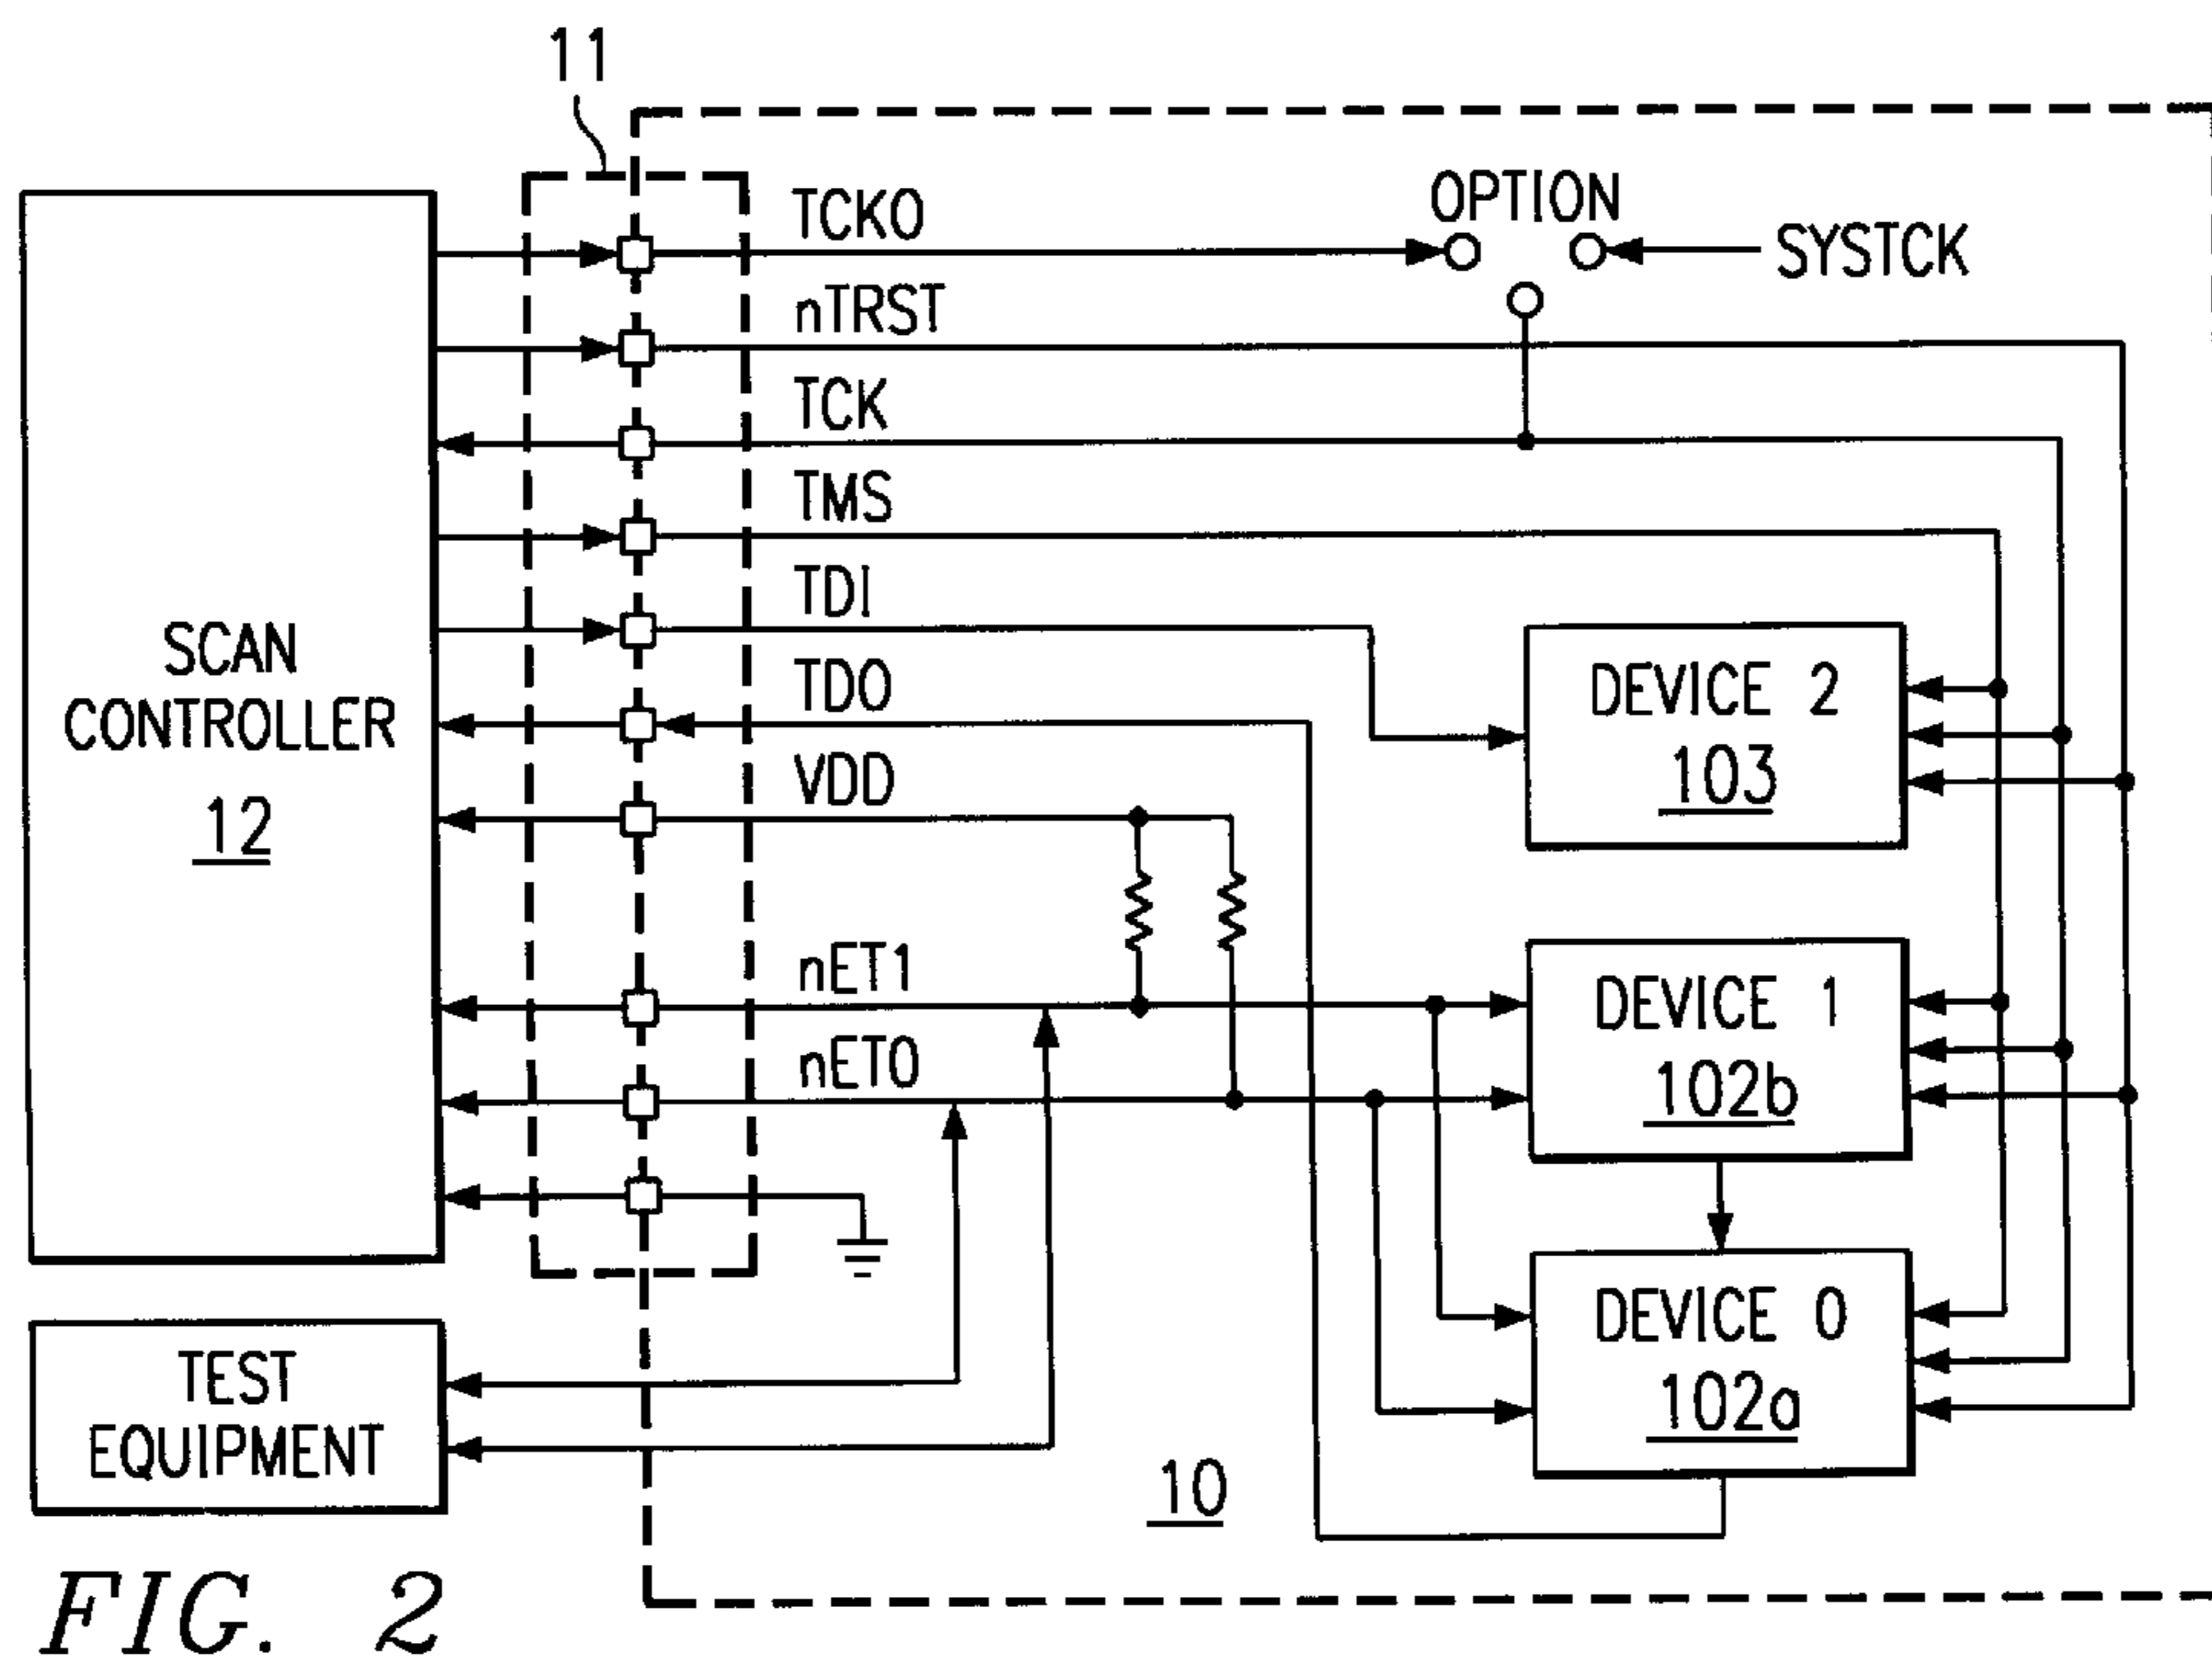 11
TCKO
OPTION
SYSTCK
nTRST
TCK
TMS
TDI
TDO
VDD
nET1
nET0
SCAN
CONTROLLER
12
DEVICE 2
103
DEVICE 1
102b
DEVICE 0
102a
TEST
EQUIPMENT
10
FIG. 2